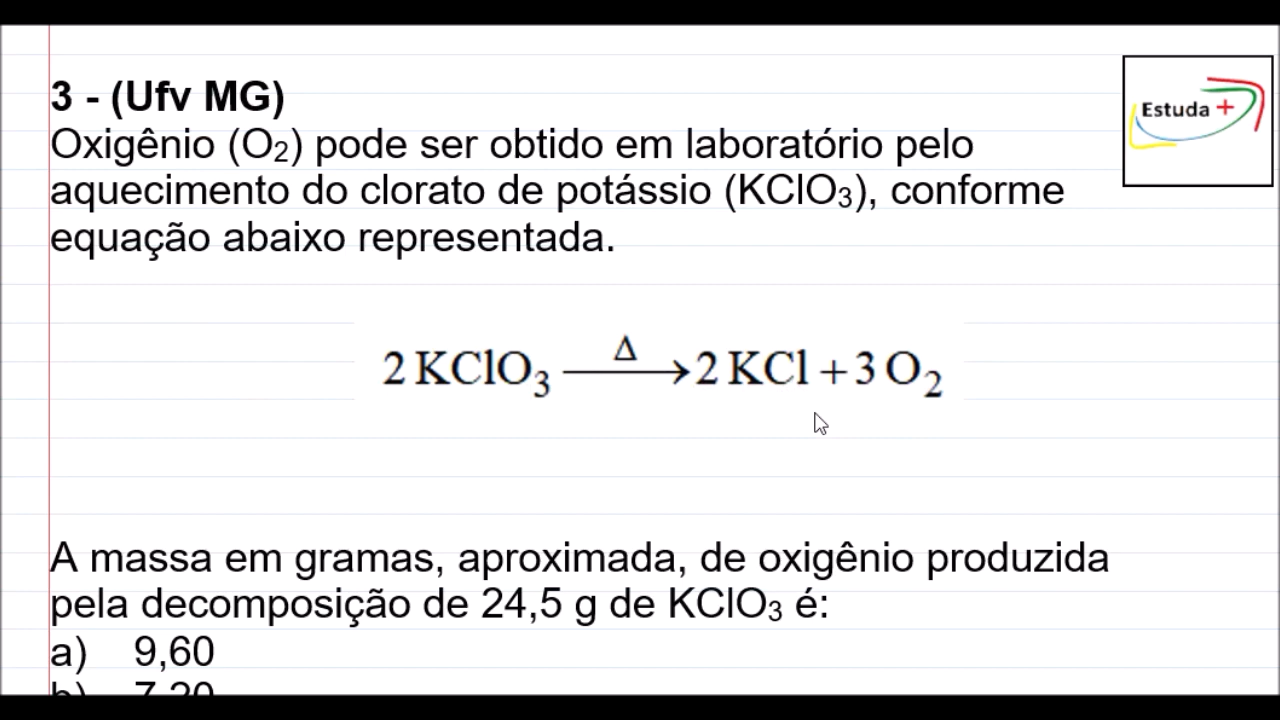 3 - (Ufv MG)
Estuda +
Oxigênio (O₂) pode ser obtido em laboratório pelo
aquecimento do clorato de potássio (KClO₃), conforme
equação abaixo representada.
2 KClO₃ —Δ→ 2 KCl + 3 O₂
A massa em gramas, aproximada, de oxigênio produzida
pela decomposição de 24,5 g de KClO₃ é:
a) 9,60
b) 7,20